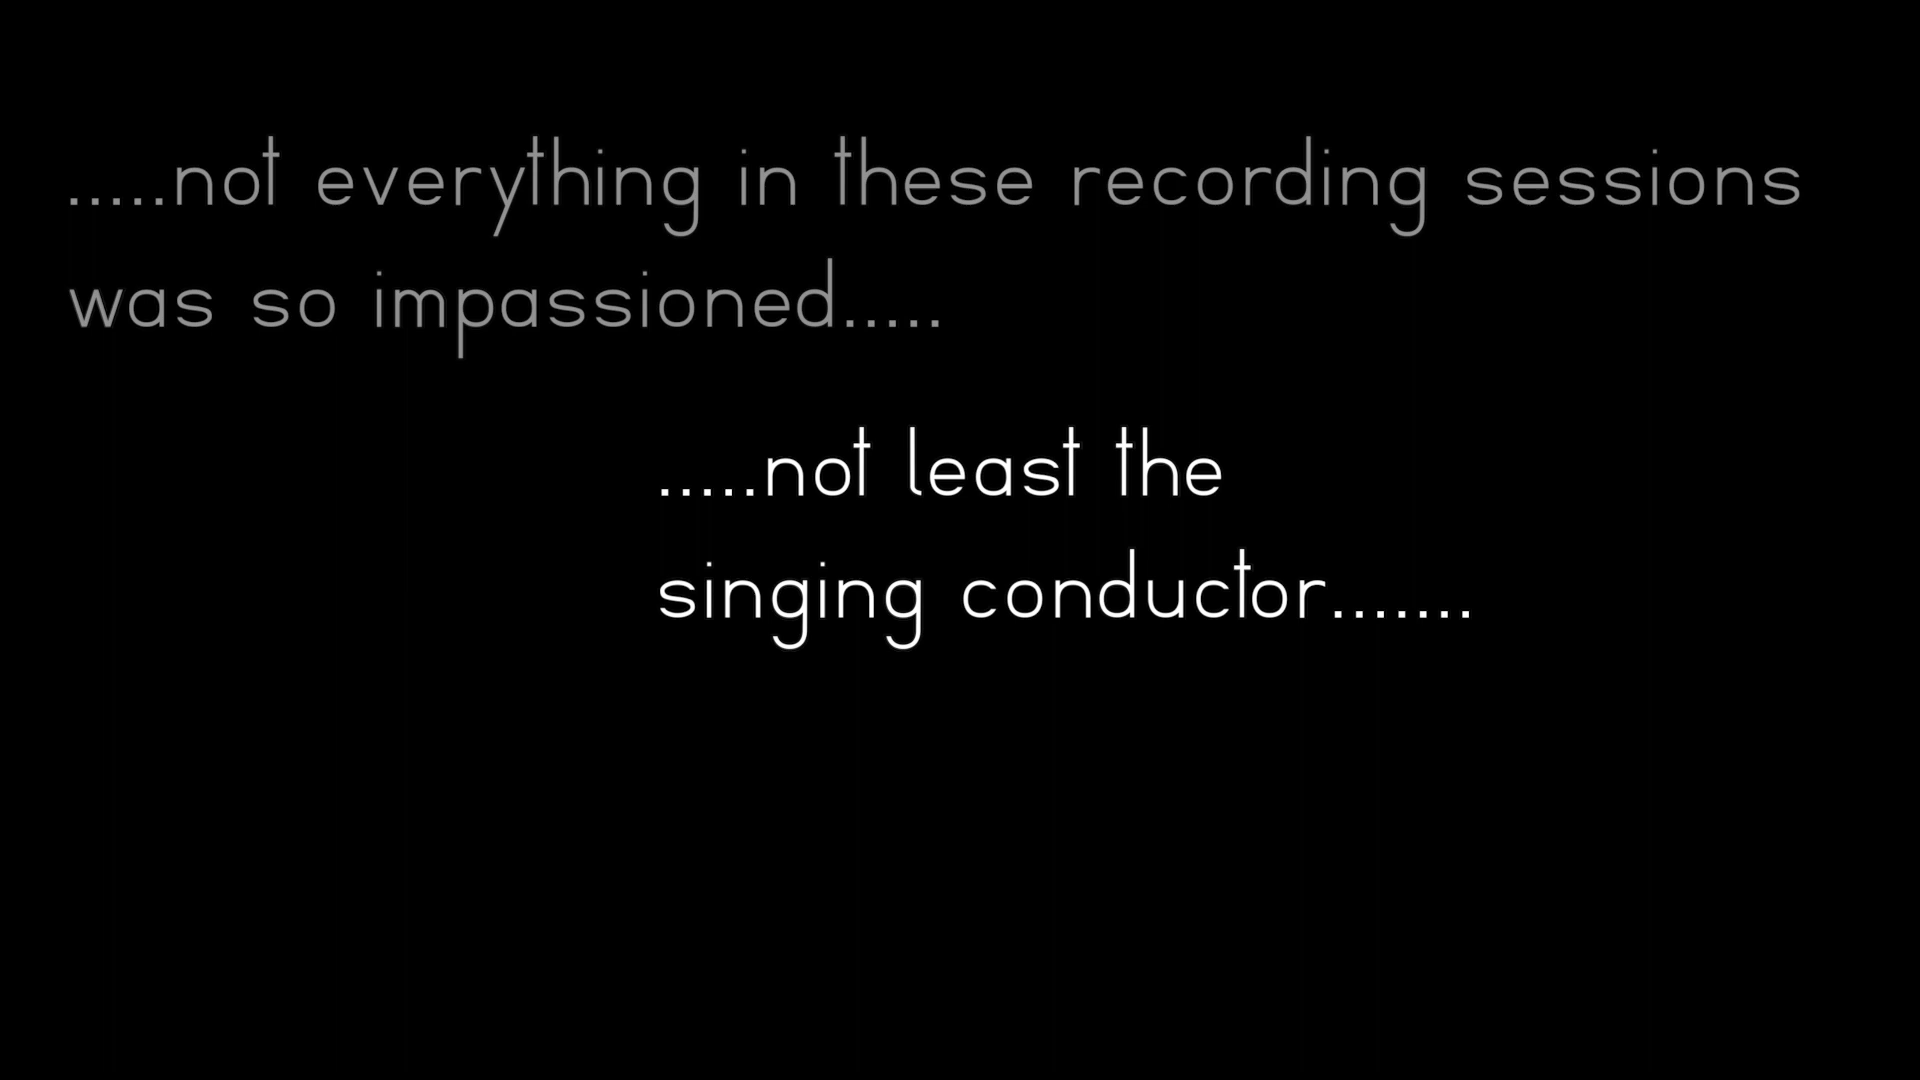 .....not everything in these recording sessions
was so impassioned.....
.....not least the
singing conductor.......